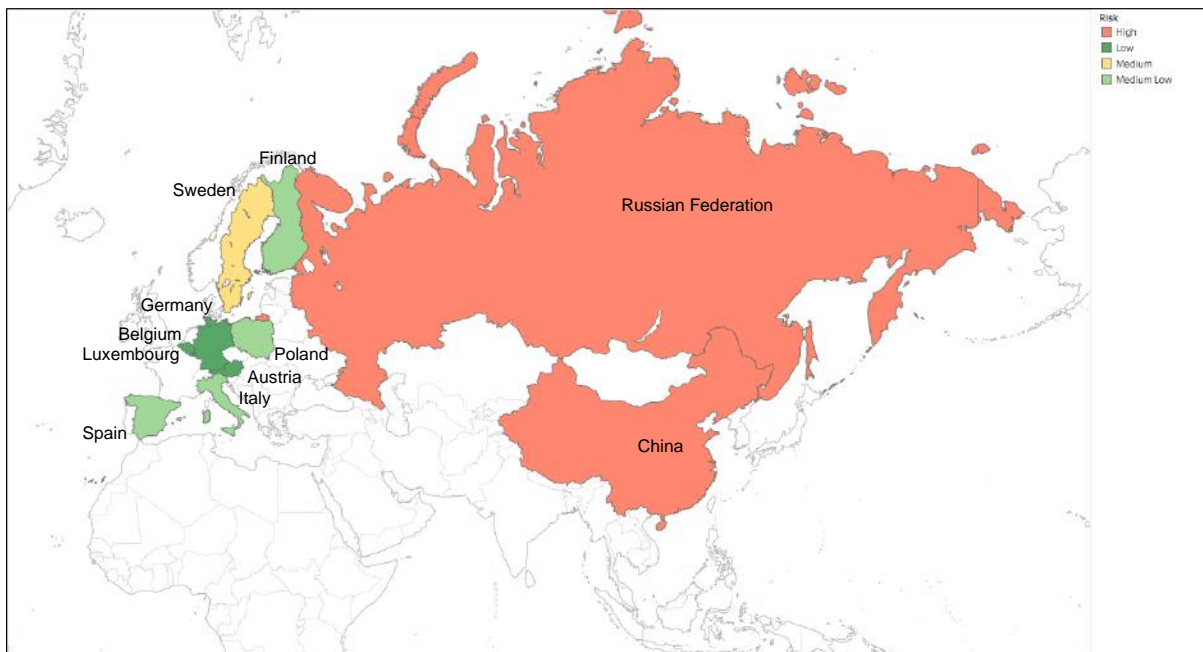 Risk
High
Low
Medium
Medium Low
Finland
Sweden
Russian Federation
Germany
Belgium
Luxembourg
Poland
Austria
Italy
Spain
China